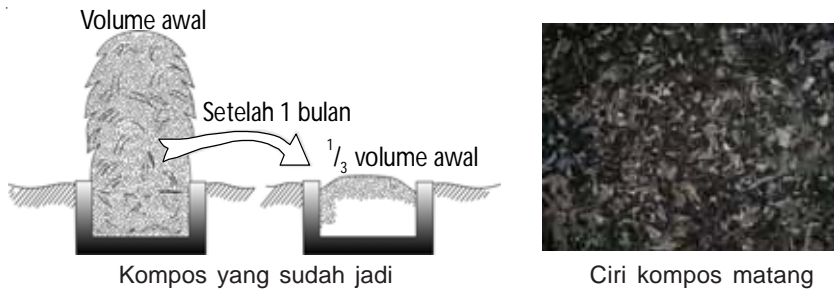 Volume awal
Setelah 1 bulan
1/3 volume awal
Kompos yang sudah jadi
Ciri kompos matang